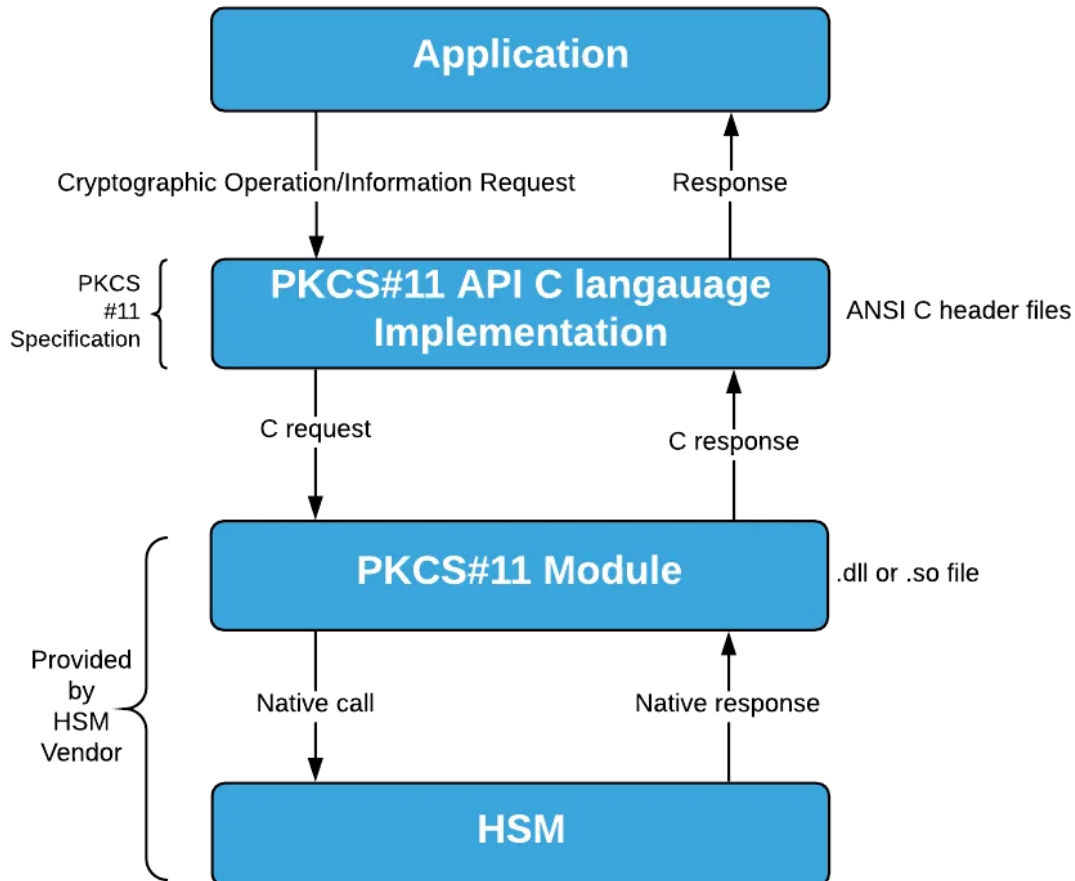 Application
Cryptographic Operation/Information Request
Response
PKCS
#11
Specification
PKCS#11 API C langauage
Implementation
ANSI C header files
C request
C response
PKCS#11 Module
.dll or .so file
Provided
by
HSM
Vendor
Native call
Native response
HSM